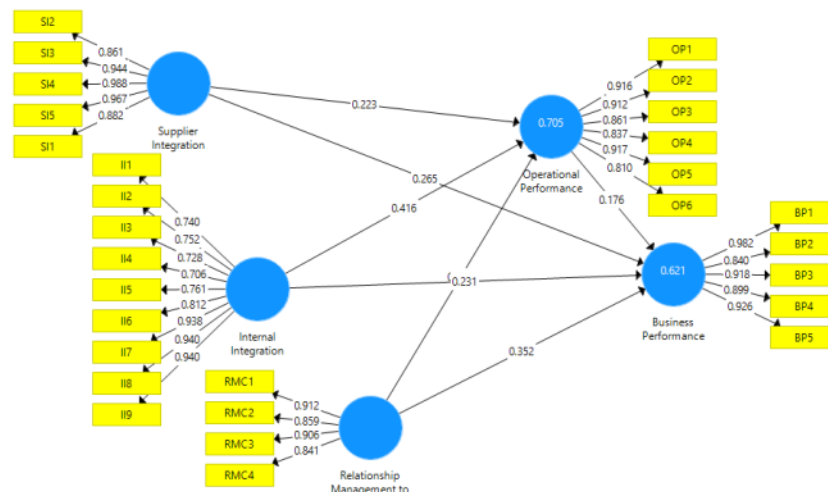 SI2
SI3
SI4
SI5
SI1
0.861
0.944
0.988
0.967
0.882
Supplier
Integration
II1
II2
II3
II4
II5
II6
II7
II8
II9
0.740
0.752
0.728
0.706
0.761
0.812
0.938
0.940
0.940
Internal
Integration
RMC1
RMC2
RMC3
RMC4
0.912
0.859
0.906
0.841
Relationship
Management to
0.223
0.265
0.416
0.231
0.352
0.176
0.705
Operational
Performance
0.916
0.912
0.861
0.837
0.917
0.810
OP1
OP2
OP3
OP4
OP5
OP6
0.621
Business
Performance
0.982
0.840
0.918
0.899
0.926
BP1
BP2
BP3
BP4
BP5